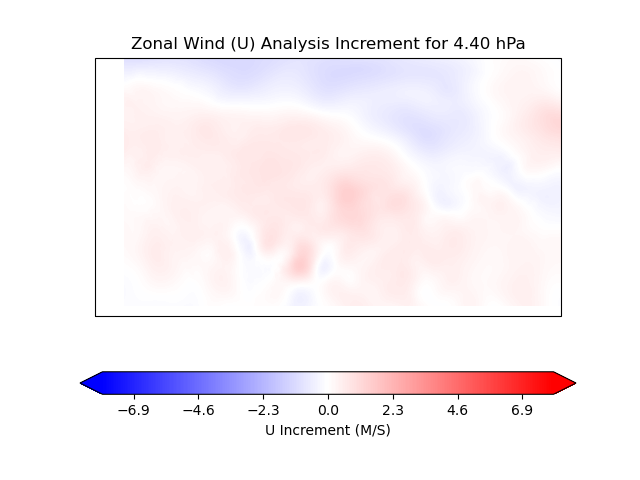 Zonal Wind (U) Analysis Increment for 4.40 hPa
−6.9 −4.6 −2.3 0.0 2.3 4.6 6.9
U Increment (M/S)